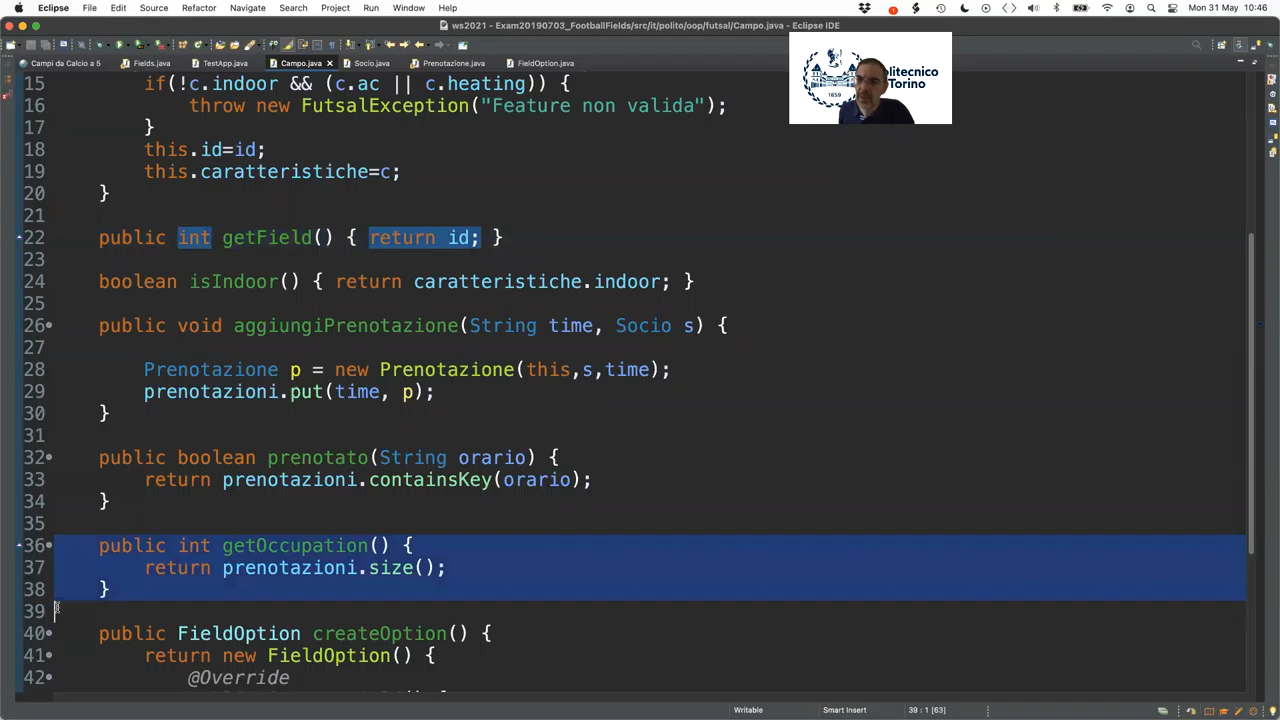 Eclipse File Edit Source Refactor Navigate Search Project Run Window Help Mon 31 May 10:46
ws2021 - Exam20190703_FootballFields/src/it/polito/oop/futsal/Campo.java - Eclipse IDE
Campi da Calcio a 5 Fields.java TestApp.java Campo.java Socio.java Prenotazione.java FieldOption.java
Politecnico
di Torino
1859
15 if(!c.indoor && (c.ac || c.heating)) {
16 throw new FutsalException("Feature non valida");
17 }
18 this.id=id;
19 this.caratteristiche=c;
20 }
21
22 public int getField() { return id; }
23
24 boolean isIndoor() { return caratteristiche.indoor; }
25
26 public void aggiungiPrenotazione(String time, Socio s) {
27
28 Prenotazione p = new Prenotazione(this,s,time);
29 prenotazioni.put(time, p);
30 }
31
32 public boolean prenotato(String orario) {
33 return prenotazioni.containsKey(orario);
34 }
35
36 public int getOccupation() {
37 return prenotazioni.size();
38 }
39
40 public FieldOption createOption() {
41 return new FieldOption() {
42 @Override
Writable Smart Insert 39 : 1 [63]